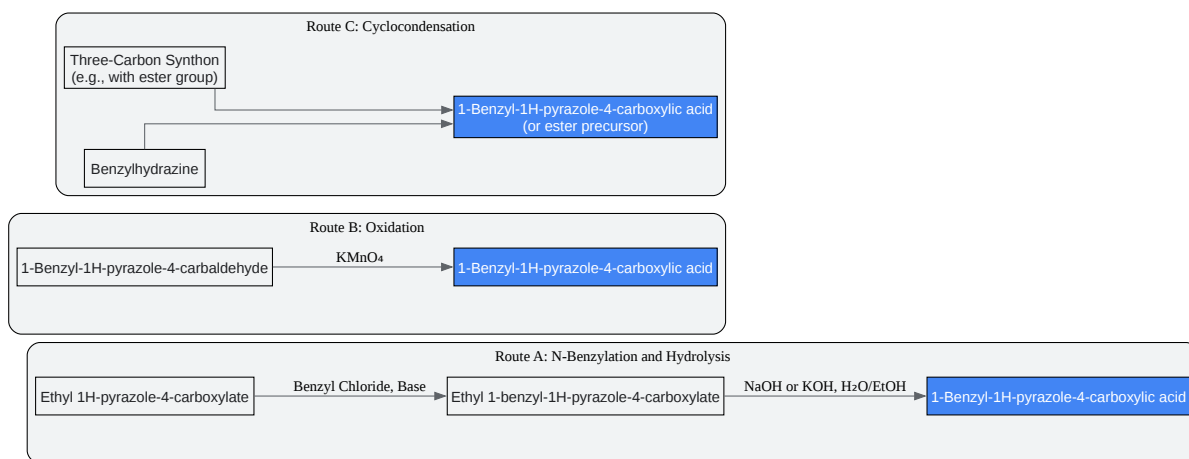 Route C: Cyclocondensation
Three-Carbon Synthon
(e.g., with ester group)
1-Benzyl-1H-pyrazole-4-carboxylic acid
(or ester precursor)
Benzylhydrazine
Route B: Oxidation
1-Benzyl-1H-pyrazole-4-carbaldehyde
KMnO₄
1-Benzyl-1H-pyrazole-4-carboxylic acid
Route A: N-Benzylation and Hydrolysis
Ethyl 1H-pyrazole-4-carboxylate
Benzyl Chloride, Base
Ethyl 1-benzyl-1H-pyrazole-4-carboxylate
NaOH or KOH, H₂O/EtOH
1-Benzyl-1H-pyrazole-4-carboxylic acid